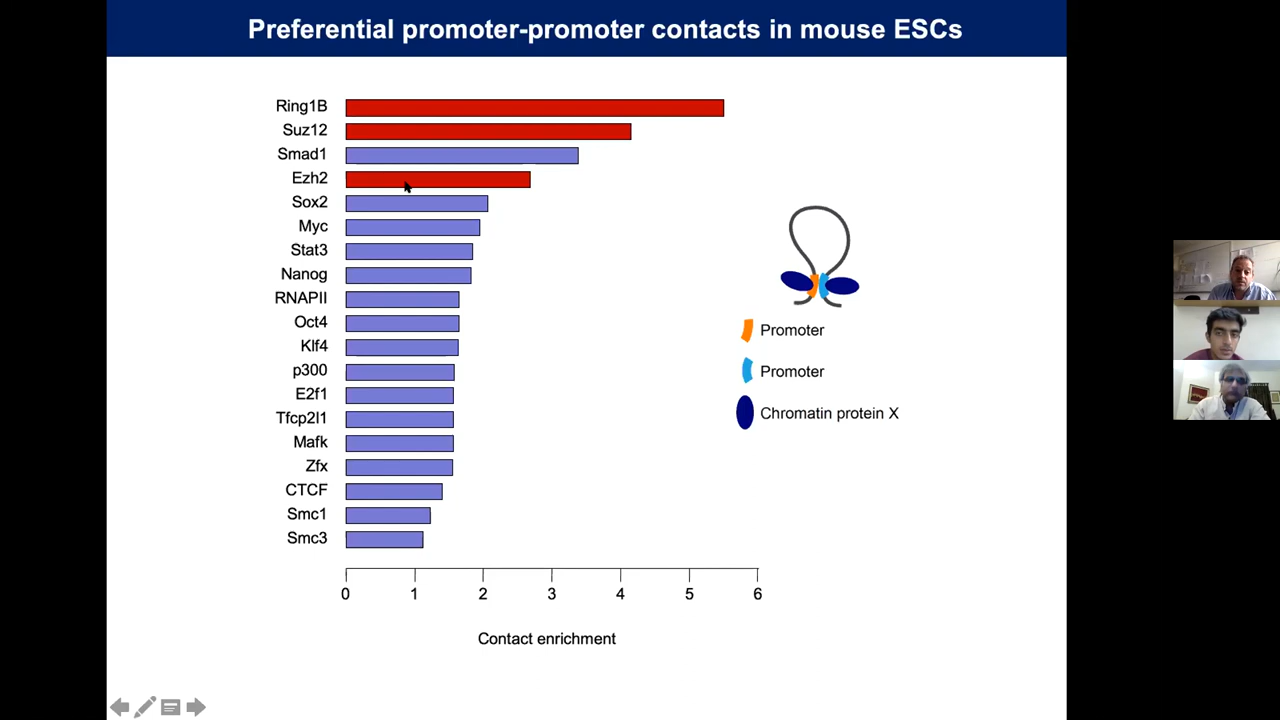 Preferential promoter-promoter contacts in mouse ESCs
Ring1B
Suz12
Smad1
Ezh2
Sox2
Myc
Stat3
Nanog
RNAPII
Oct4
Klf4
p300
E2f1
Tfcp2l1
Mafk
Zfx
CTCF
Smc1
Smc3
0 1 2 3 4 5 6
Contact enrichment
Promoter
Promoter
Chromatin protein X